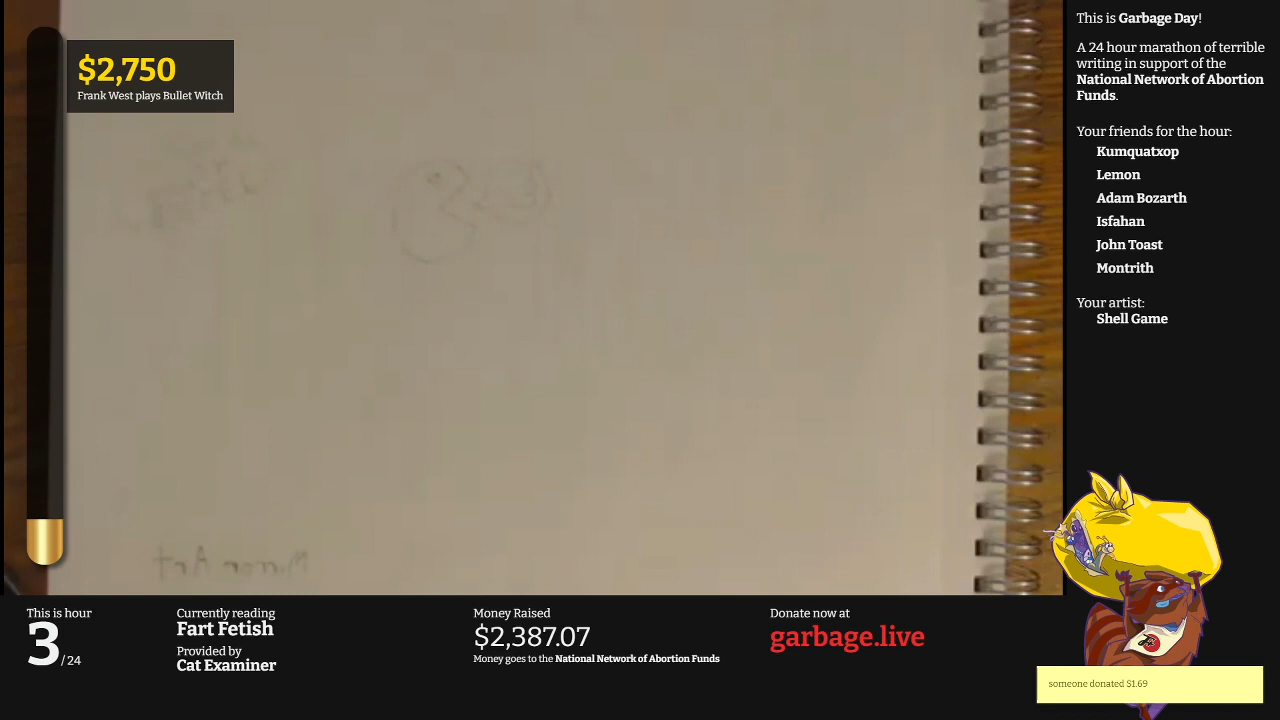 $2,750
Frank West plays Bullet Witch
This is Garbage Day!
A 24 hour marathon of terrible
writing in support of the
National Network of Abortion
Funds.
Your friends for the hour:
Kumquatxop
Lemon
Adam Bozarth
Isfahan
John Toast
Montrith
Your artist:
Shell Game
Mirror Art
This is hour
3/24
Currently reading
Fart Fetish
Provided by
Cat Examiner
Money Raised
$2,387.07
Money goes to the National Network of Abortion Funds
Donate now at
garbage.live
someone donated $1.69